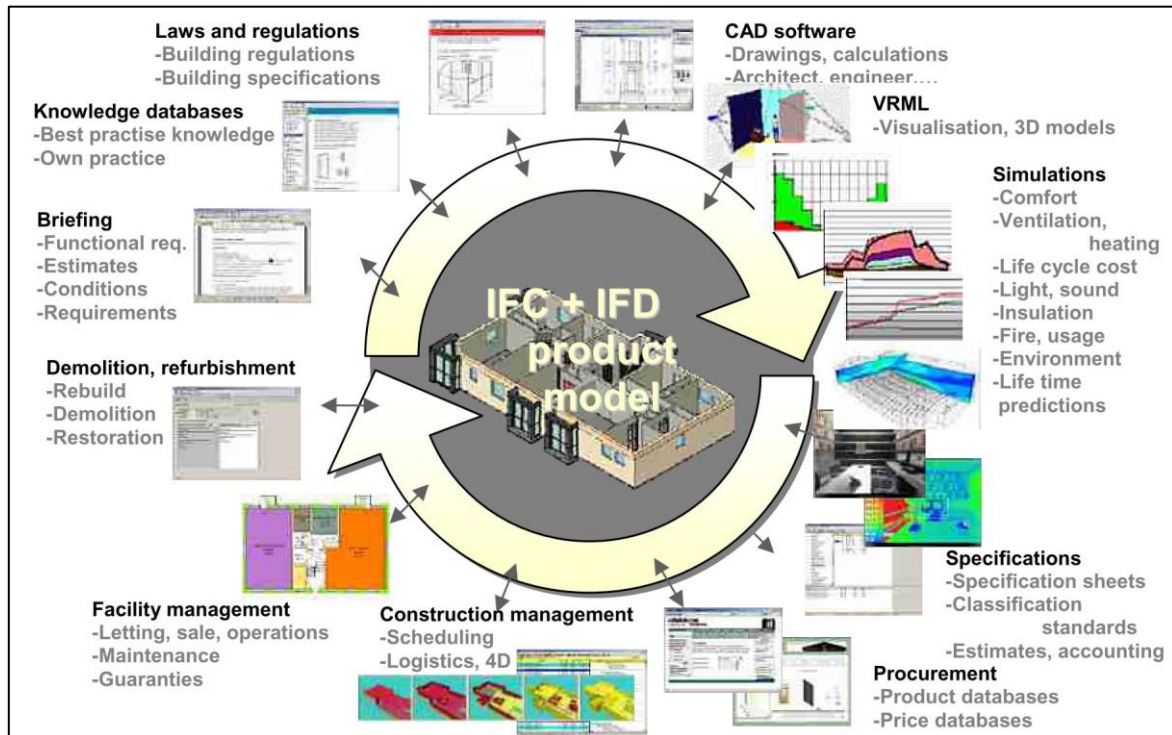 Laws and regulations
-Building regulations
-Building specifications
CAD software
-Drawings, calculations
-Architect, engineer....
Knowledge databases
-Best practise knowledge
-Own practice
VRML
-Visualisation, 3D models
Simulations
-Comfort
-Ventilation,
heating
-Life cycle cost
-Light, sound
-Insulation
-Fire, usage
-Environment
-Life time
predictions
Briefing
-Functional req.
-Estimates
-Conditions
-Requirements
IFC + IFD
product
model
Demolition, refurbishment
-Rebuild
-Demolition
-Restoration
Specifications
-Specification sheets
-Classification
standards
-Estimates, accounting
Facility management
-Letting, sale, operations
-Maintenance
-Guaranties
Construction management
-Scheduling
-Logistics, 4D
Procurement
-Product databases
-Price databases